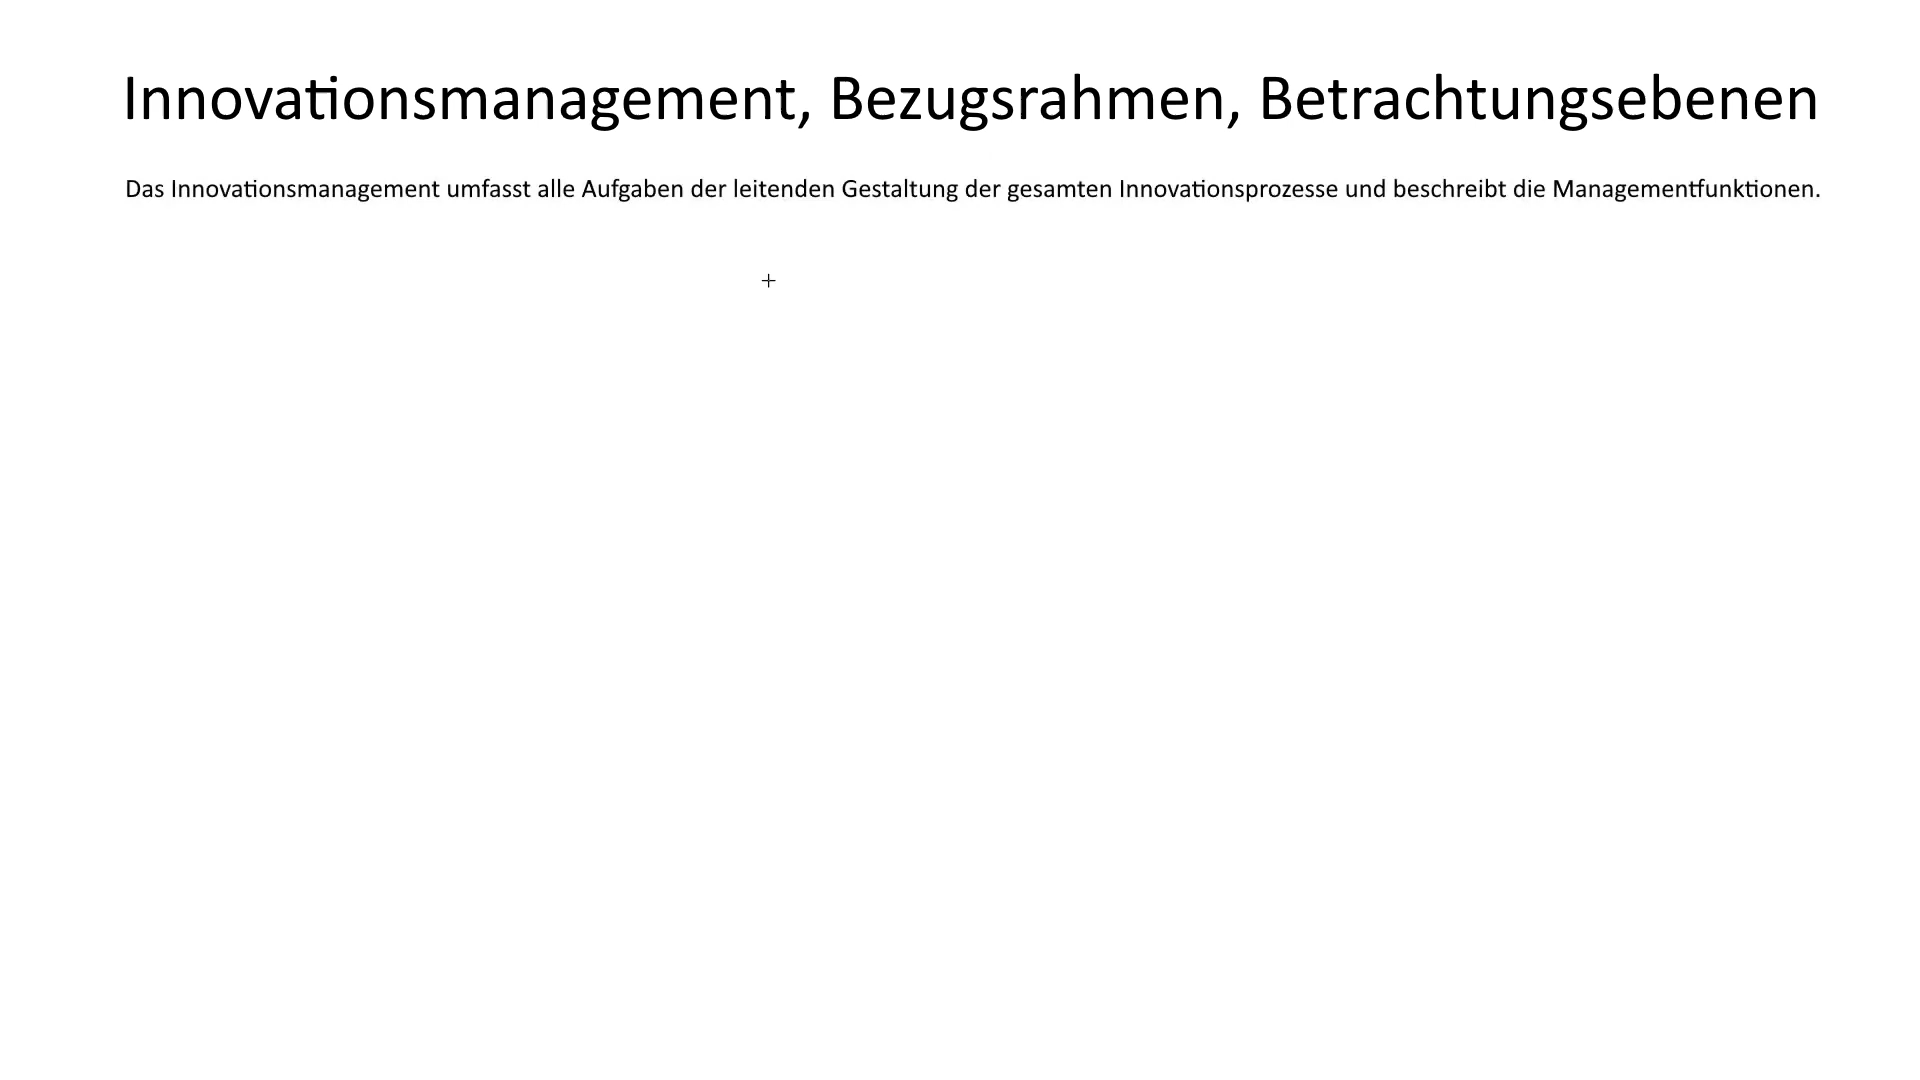 Innovationsmanagement, Bezugsrahmen, Betrachtungsebenen
Das Innovationsmanagement umfasst alle Aufgaben der leitenden Gestaltung der gesamten Innovationsprozesse und beschreibt die Managementfunktionen.